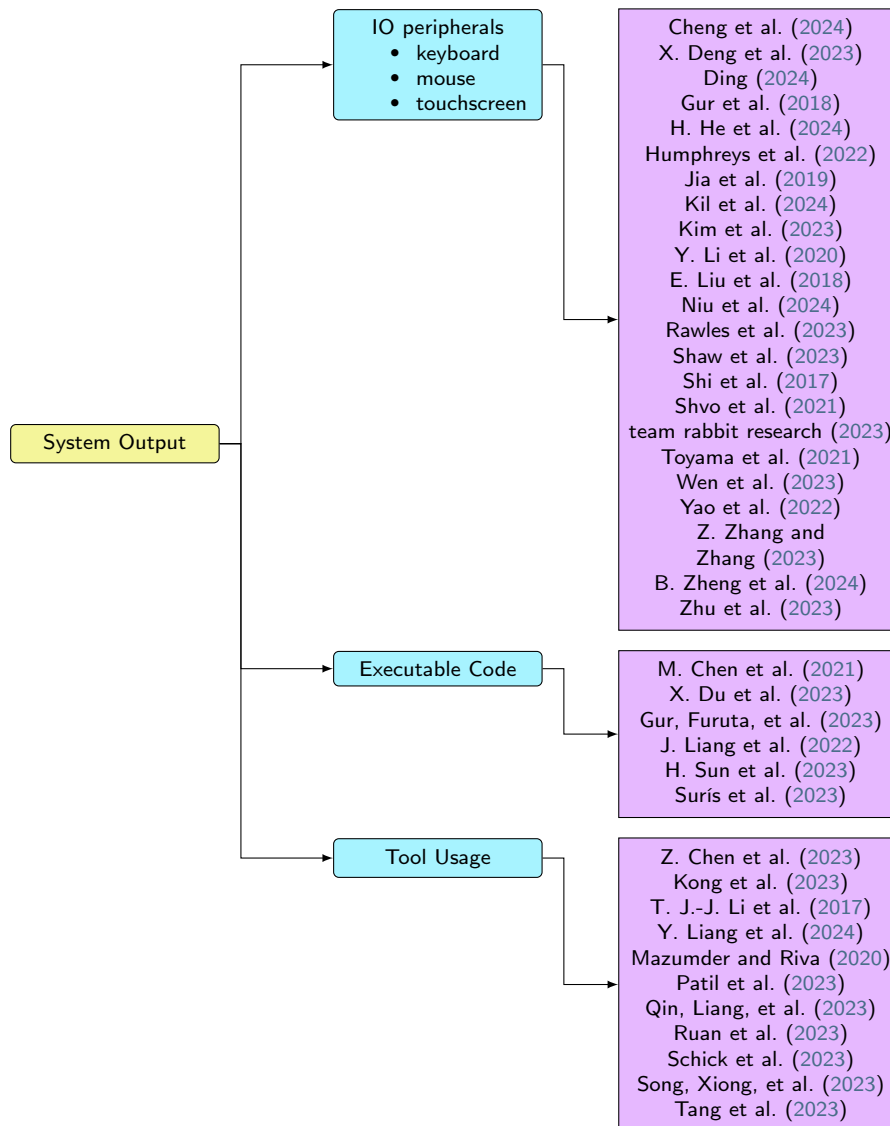 System Output
IO peripherals
• keyboard
• mouse
• touchscreen
Cheng et al. (2024)
X. Deng et al. (2023)
Ding (2024)
Gur et al. (2018)
H. He et al. (2024)
Humphreys et al. (2022)
Jia et al. (2019)
Kil et al. (2024)
Kim et al. (2023)
Y. Li et al. (2020)
E. Liu et al. (2018)
Niu et al. (2024)
Rawles et al. (2023)
Shaw et al. (2023)
Shi et al. (2017)
Shvo et al. (2021)
team rabbit research (2023)
Toyama et al. (2021)
Wen et al. (2023)
Yao et al. (2022)
Z. Zhang and
Zhang (2023)
B. Zheng et al. (2024)
Zhu et al. (2023)
Executable Code
M. Chen et al. (2021)
X. Du et al. (2023)
Gur, Furuta, et al. (2023)
J. Liang et al. (2022)
H. Sun et al. (2023)
Surís et al. (2023)
Tool Usage
Z. Chen et al. (2023)
Kong et al. (2023)
T. J.-J. Li et al. (2017)
Y. Liang et al. (2024)
Mazumder and Riva (2020)
Patil et al. (2023)
Qin, Liang, et al. (2023)
Ruan et al. (2023)
Schick et al. (2023)
Song, Xiong, et al. (2023)
Tang et al. (2023)